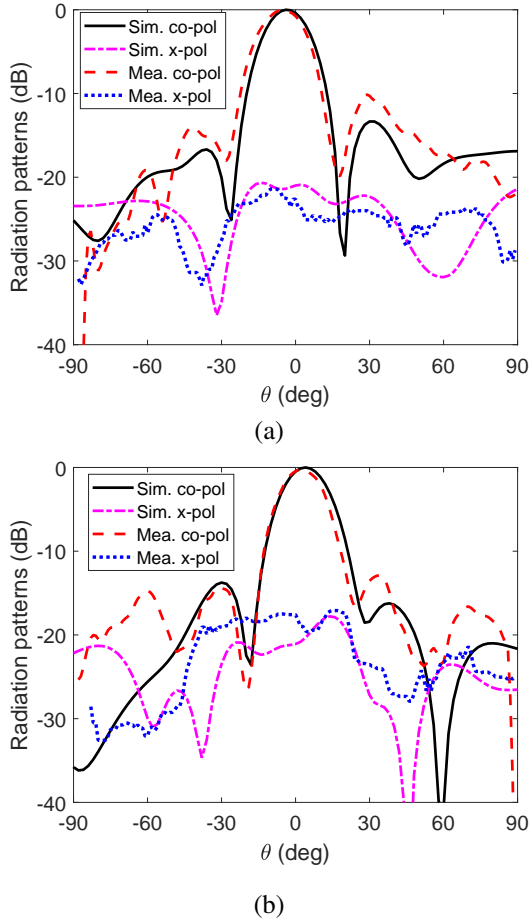 0
-10
-20
-30
-40
Radiation patterns (dB)
Sim. co-pol
Sim. x-pol
Mea. co-pol
Mea. x-pol
-90 -60 -30 0 30 60 90
θ (deg)
(a)
0
-10
-20
-30
-40
Radiation patterns (dB)
Sim. co-pol
Sim. x-pol
Mea. co-pol
Mea. x-pol
-90 -60 -30 0 30 60 90
θ (deg)
(b)